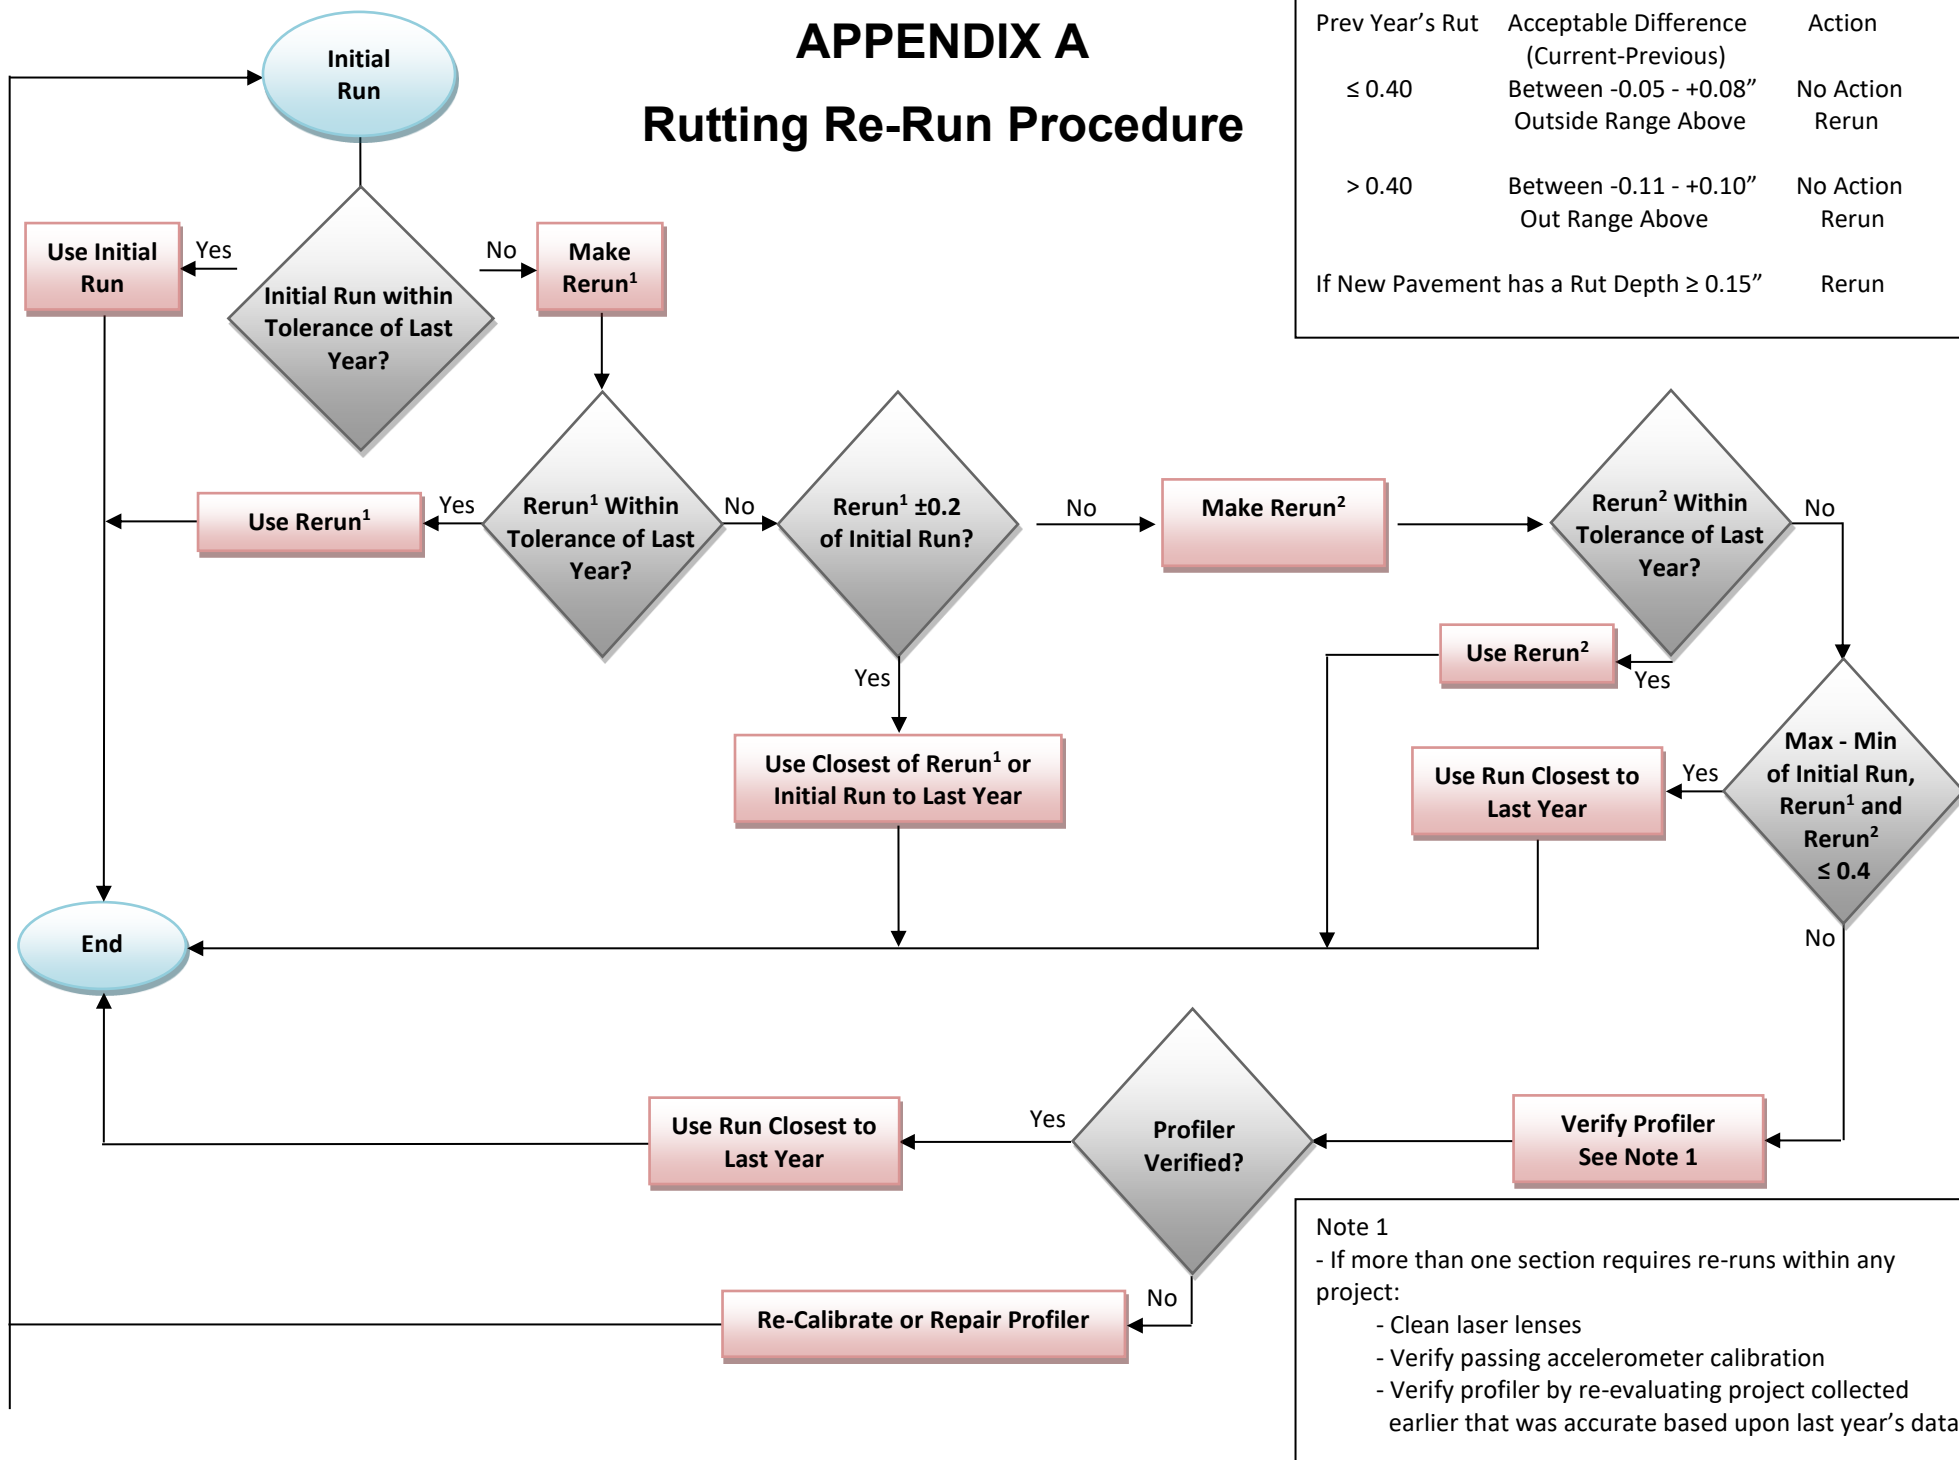 APPENDIX A
Rutting Re-Run Procedure
Prev Year's Rut Acceptable Difference Action
(Current-Previous)
≤ 0.40 Between -0.05 - +0.08” No Action
Outside Range Above Rerun
> 0.40 Between -0.11 - +0.10” No Action
Out Range Above Rerun
If New Pavement has a Rut Depth ≥ 0.15” Rerun
Initial
Run
Use Initial
Run
Yes
Initial Run within
Tolerance of Last
Year?
No
Make
Rerun¹
Use Rerun¹
Yes
Rerun¹ Within
Tolerance of Last
Year?
No
Rerun¹ ±0.2
of Initial Run?
No
Make Rerun²
Rerun² Within
Tolerance of Last
Year?
No
Use Rerun²
Yes
Yes
Use Closest of Rerun¹ or
Initial Run to Last Year
Use Run Closest to
Last Year
Yes
Max - Min
of Initial Run,
Rerun¹ and
Rerun²
≤ 0.4
No
End
Use Run Closest to
Last Year
Yes
Profiler
Verified?
Verify Profiler
See Note 1
No
Re-Calibrate or Repair Profiler
Note 1
- If more than one section requires re-runs within any
project:
- Clean laser lenses
- Verify passing accelerometer calibration
- Verify profiler by re-evaluating project collected
earlier that was accurate based upon last year’s data